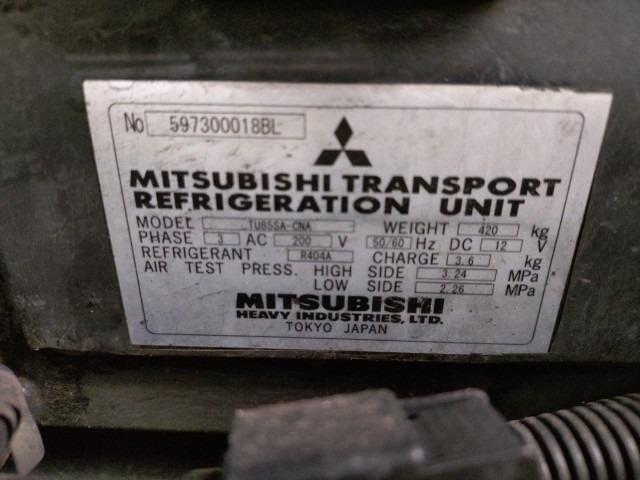 No 597300018BL
MITSUBISHI TRANSPORT
REFRIGERATION UNIT
MODEL TU85SA-CNA WEIGHT 420 kg
PHASE 3 AC 200 V 50/60 Hz DC 12 V
REFRIGERANT R404A CHARGE 3.6 kg
AIR TEST PRESS. HIGH SIDE 3.24 MPa
LOW SIDE 2.26 MPa
MITSUBISHI
HEAVY INDUSTRIES, LTD.
TOKYO JAPAN